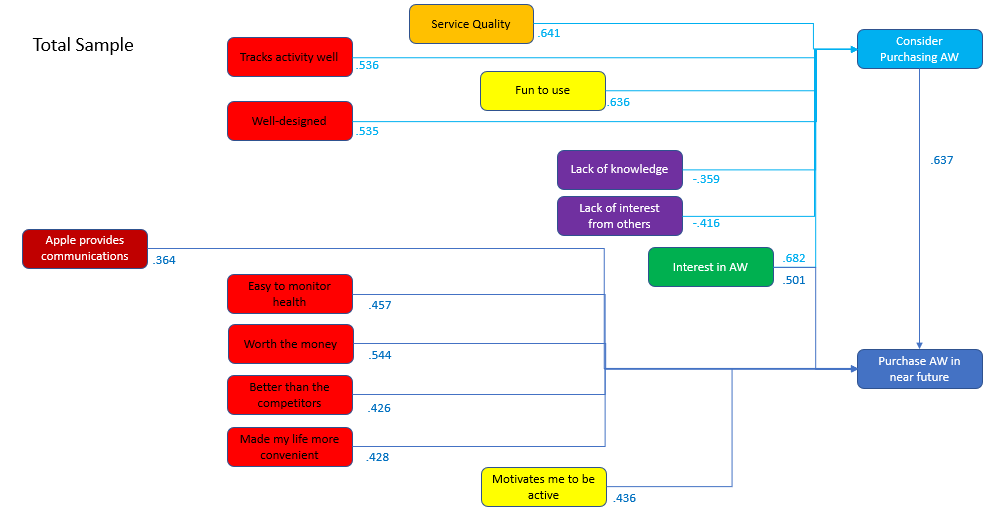 Total Sample
Service Quality
.641
Consider
Purchasing AW
Tracks activity well
.536
Fun to use
.636
Well-designed
.535
Lack of knowledge
-.359
.637
Lack of interest
from others
-.416
Apple provides
communications
.364
Interest in AW
.682
.501
Easy to monitor
health
.457
Worth the money
.544
Purchase AW in
near future
Better than the
competitors
.426
Made my life more
convenient
.428
Motivates me to be
active
.436